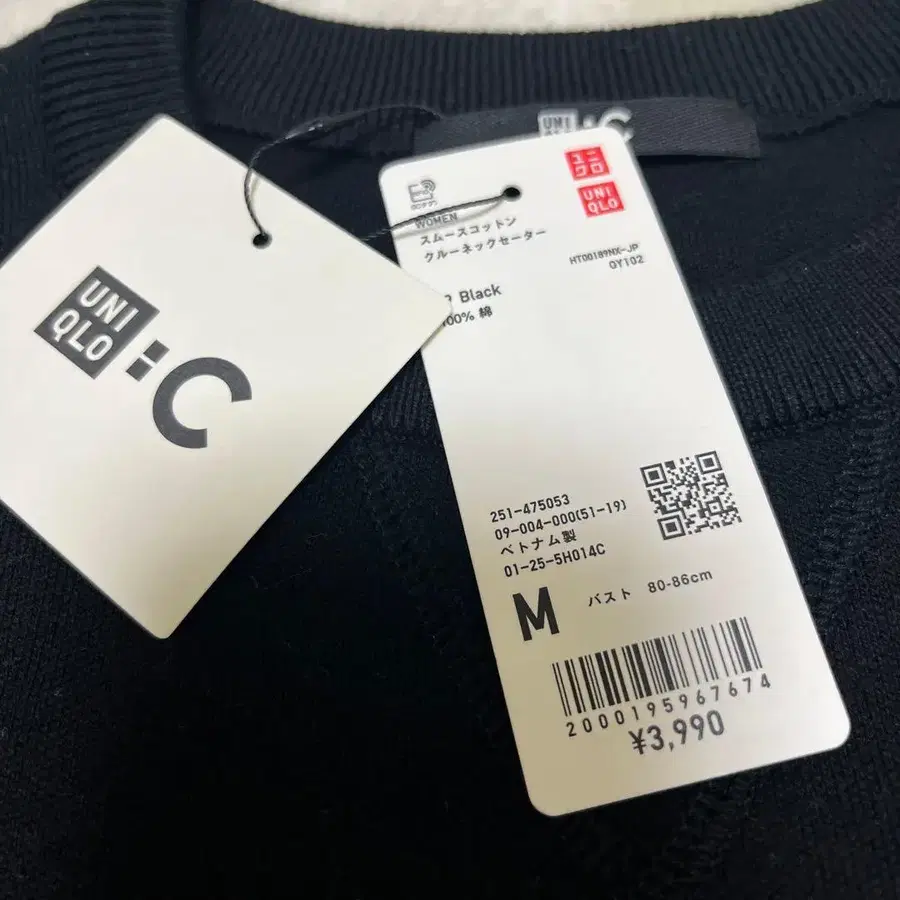 UNI
QLO
:C
UNI
:C
ユニ
クロ
UNI
QLO
WOMEN
スムースコットン
クルーネックセーター
HT00189NX-JP
OY102
Black
00% 綿
251-475053
09-004-000(51-19)
ベトナム製
01-25-5H014C
M バスト 80-86cm
2000195967674
¥3,990